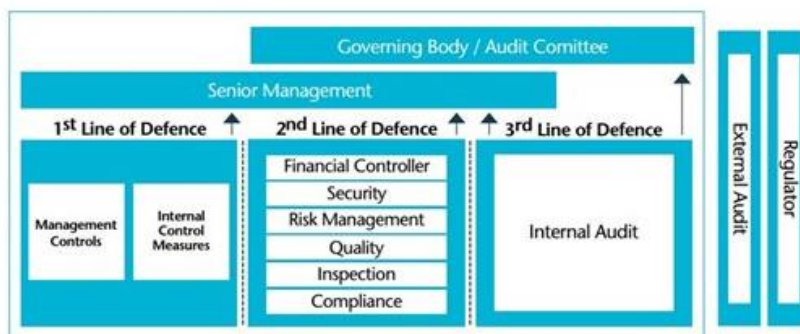 Governing Body / Audit Comittee
Senior Management
1st Line of Defence
2nd Line of Defence
3rd Line of Defence
Management
Controls
Internal
Control
Measures
Financial Controller
Security
Risk Management
Quality
Inspection
Compliance
Internal Audit
External Audit
Regulator